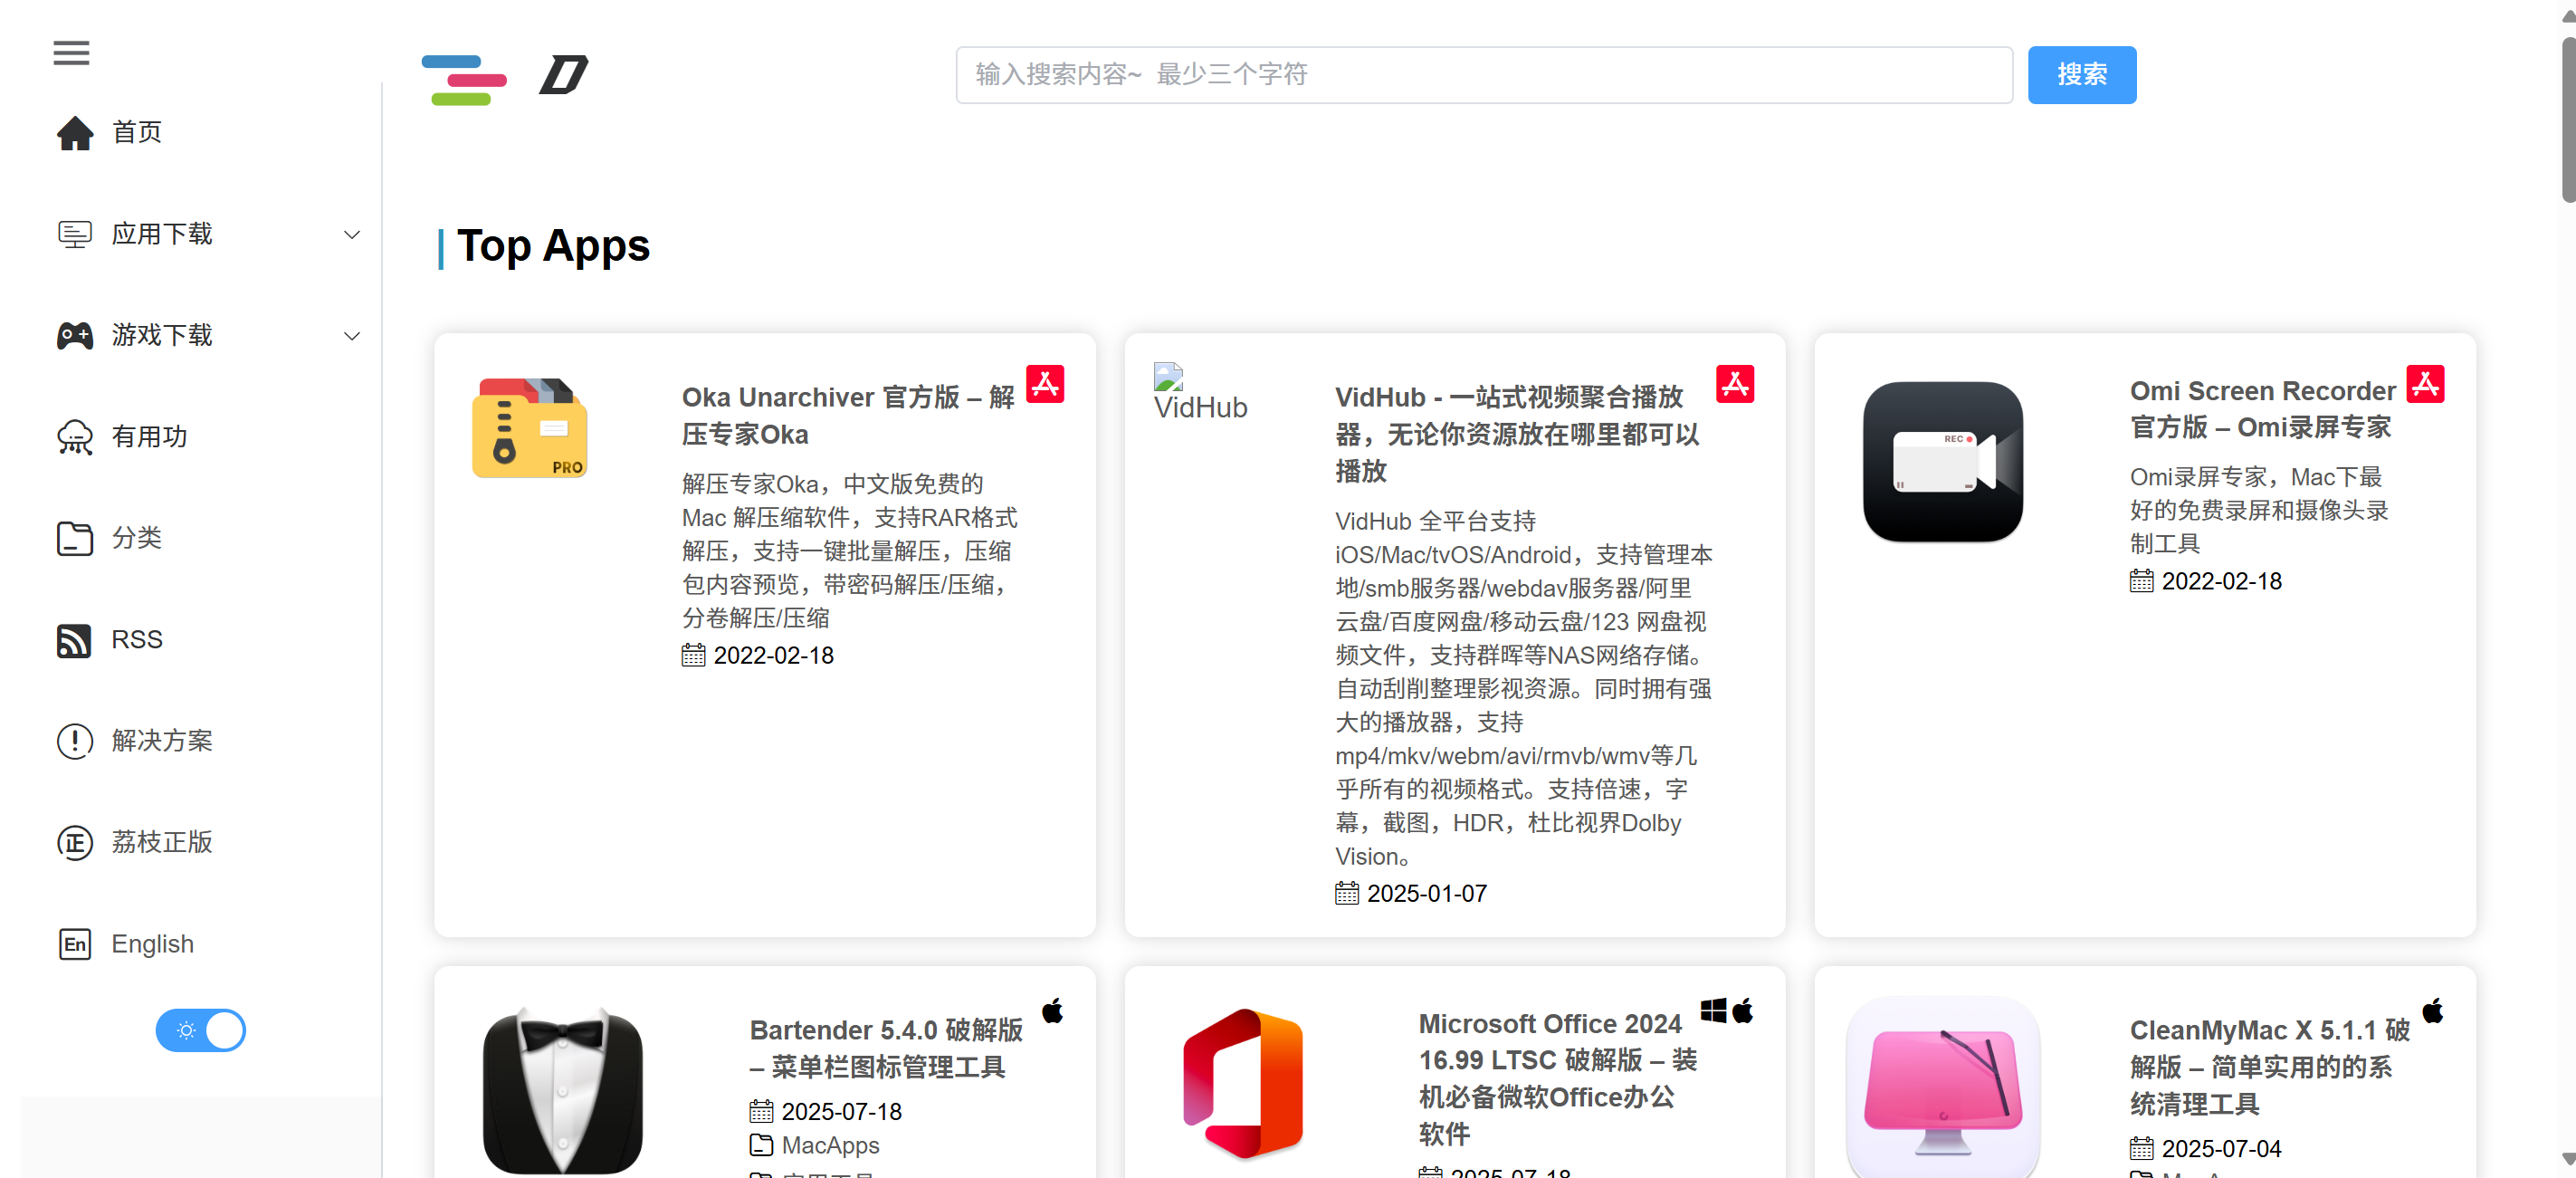 输入搜索内容~ 最少三个字符
搜索
首页
应用下载
游戏下载
有用功
分类
RSS
解决方案
正
荔枝正版
En
English
Top Apps
PRO
Oka Unarchiver 官方版 – 解
压专家Oka
解压专家Oka，中文版免费的
Mac 解压缩软件，支持RAR格式
解压，支持一键批量解压，压缩
包内容预览，带密码解压/压缩，
分卷解压/压缩
2022-02-18
VidHub
VidHub - 一站式视频聚合播放
器，无论你资源放在哪里都可以
播放
VidHub 全平台支持
iOS/Mac/tvOS/Android，支持管理本
地/smb服务器/webdav服务器/阿里
云盘/百度网盘/移动云盘/123 网盘视
频文件，支持群晖等NAS网络存储。
自动刮削整理影视资源。同时拥有强
大的播放器，支持
mp4/mkv/webm/avi/rmvb/wmv等几
乎所有的视频格式。支持倍速，字
幕，截图，HDR，杜比视界Dolby
Vision。
2025-01-07
REC
Omi Screen Recorder
官方版 – Omi录屏专家
Omi录屏专家，Mac下最
好的免费录屏和摄像头录
制工具
2022-02-18
Bartender 5.4.0 破解版
– 菜单栏图标管理工具
2025-07-18
MacApps
Microsoft Office 2024
16.99 LTSC 破解版 – 装
机必备微软Office办公
软件
2025-07-18
CleanMyMac X 5.1.1 破
解版 – 简单实用的的系
统清理工具
2025-07-04